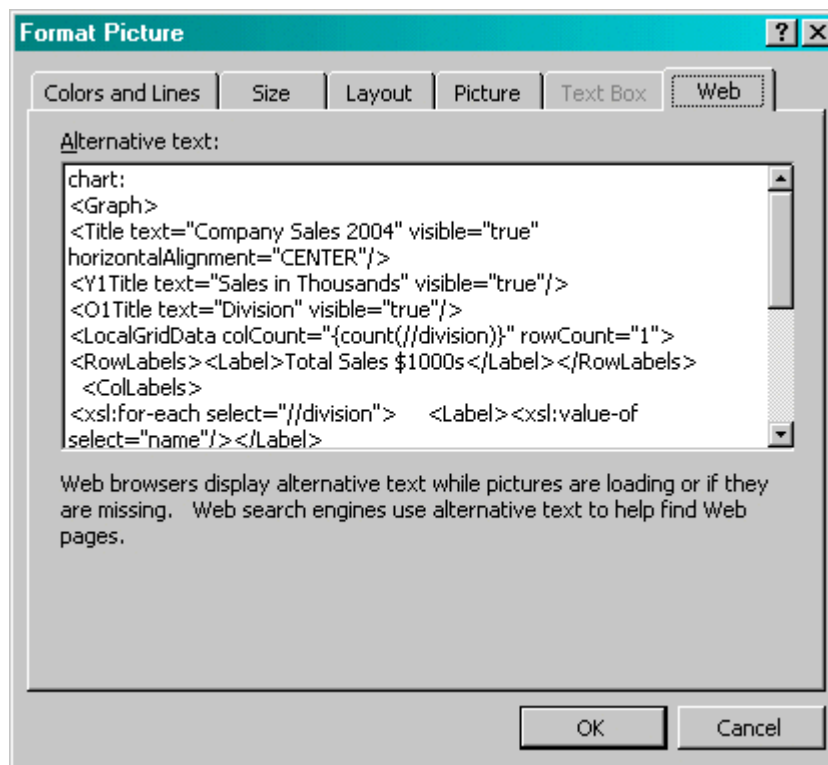 Format Picture
Colors and Lines Size Layout Picture Text Box Web
Alternative text:
chart:
<Graph>
<Title text="Company Sales 2004" visible="true"
horizontalAlignment="CENTER"/>
<Y1Title text="Sales in Thousands" visible="true"/>
<O1Title text="Division" visible="true"/>
<LocalGridData colCount="{count(//division)}" rowCount="1">
<RowLabels><Label>Total Sales $1000s</Label></RowLabels>
<ColLabels>
<xsl:for-each select="//division"> <Label><xsl:value-of
select="name"/></Label>
Web browsers display alternative text while pictures are loading or if they
are missing. Web search engines use alternative text to help find Web
pages.
OK Cancel